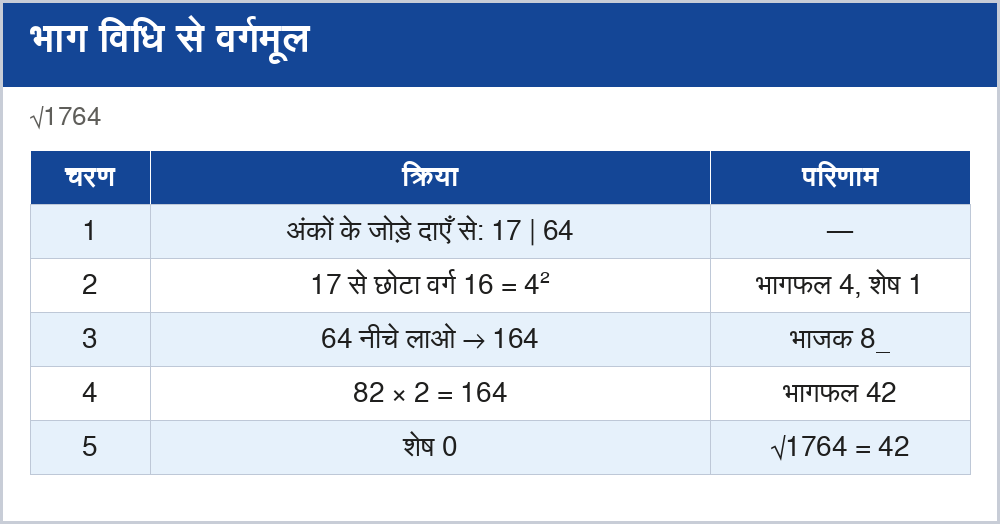 भाग विधि से वर्गमूल
√1764
चरण क्रिया परिणाम
1 अंकों के जोड़े दाएँ से: 17 | 64 —
2 17 से छोटा वर्ग 16 = 4² भागफल 4, शेष 1
3 64 नीचे लाओ → 164 भाजक 8_
4 82 × 2 = 164 भागफल 42
5 शेष 0 √1764 = 42